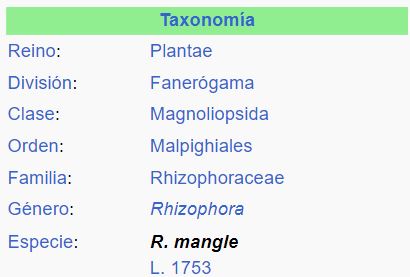 Taxonomía
Reino: Plantae
División: Fanerógama
Clase: Magnoliopsida
Orden: Malpighiales
Familia: Rhizophoraceae
Género: Rhizophora
Especie: R. mangle
L. 1753